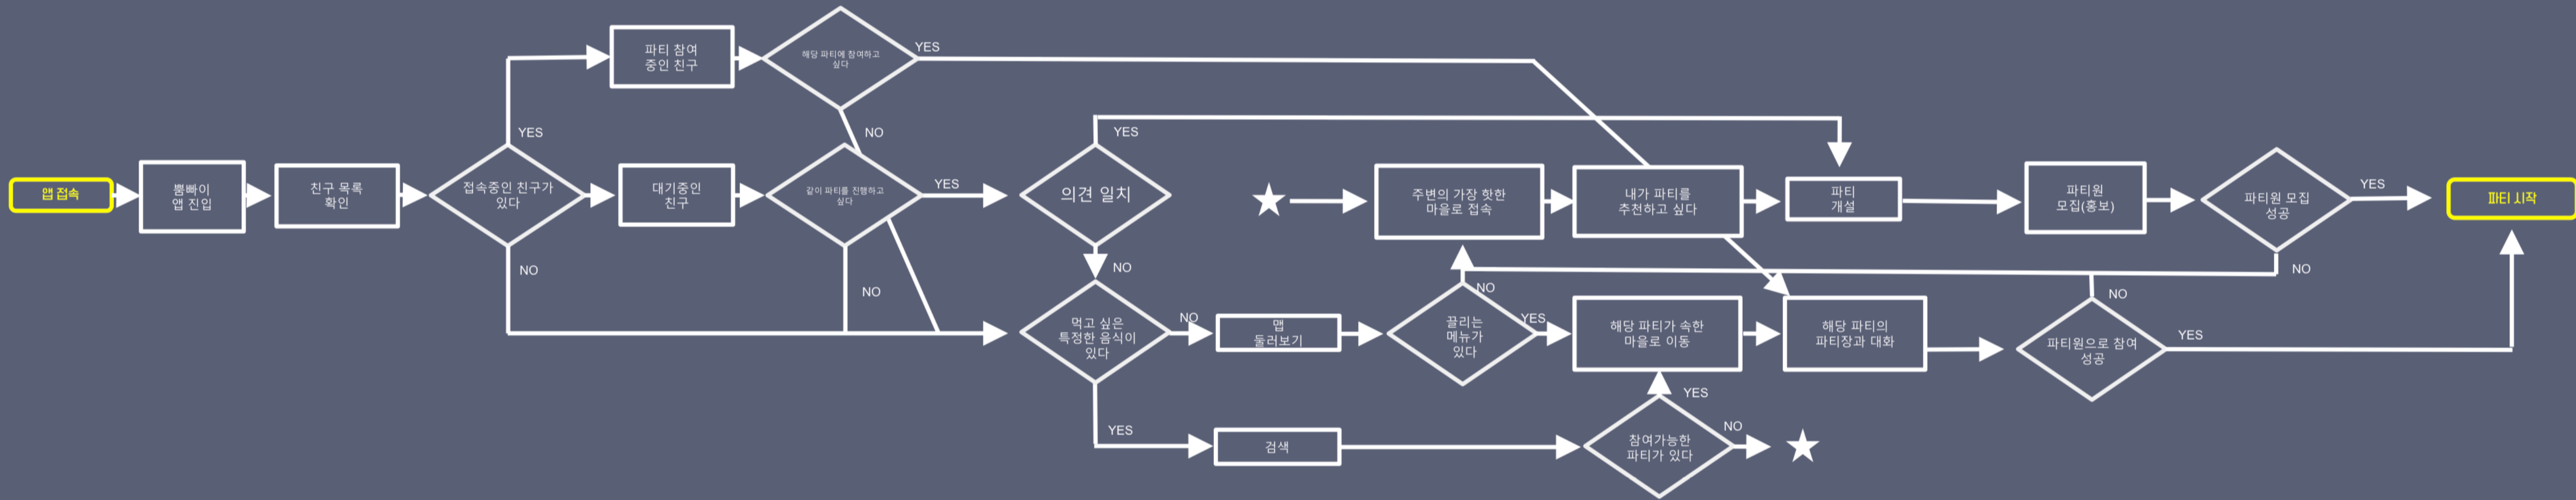 앱 접속
뿜빠이
앱 진입
친구 목록
확인
접속중인 친구가
있다
YES
NO
파티 참여
중인 친구
해당 파티에 참여하고
싶다
YES
NO
대기중인
친구
같이 파티를 진행하고
싶다
YES
NO
의견 일치
YES
NO
먹고 싶은
특정한 음식이
있다
NO
YES
맵
둘러보기
검색
끌리는
메뉴가
있다
NO
YES
주변의 가장 핫한
마을로 접속
내가 파티를
추천하고 싶다
파티
개설
파티원
모집(홍보)
파티원 모집
성공
YES
NO
해당 파티가 속한
마을로 이동
해당 파티의
파티장과 대화
파티원으로 참여
성공
NO
YES
참여가능한
파티가 있다
YES
NO
파티 시작